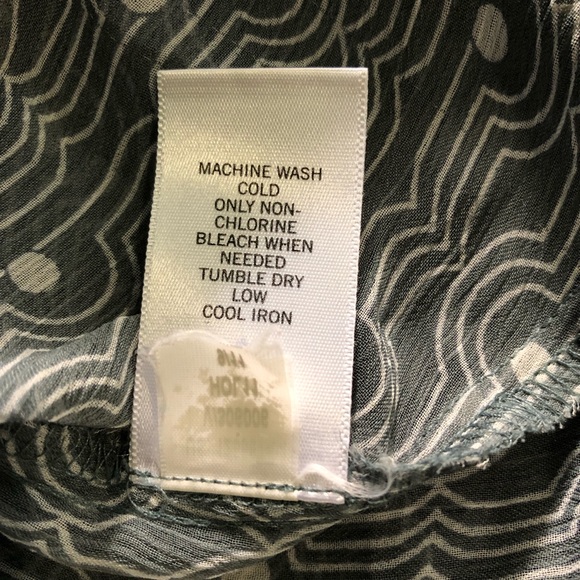 MACHINE WASH
COLD
ONLY NON-
CHLORINE
BLEACH WHEN
NEEDED
TUMBLE DRY
LOW
COOL IRON